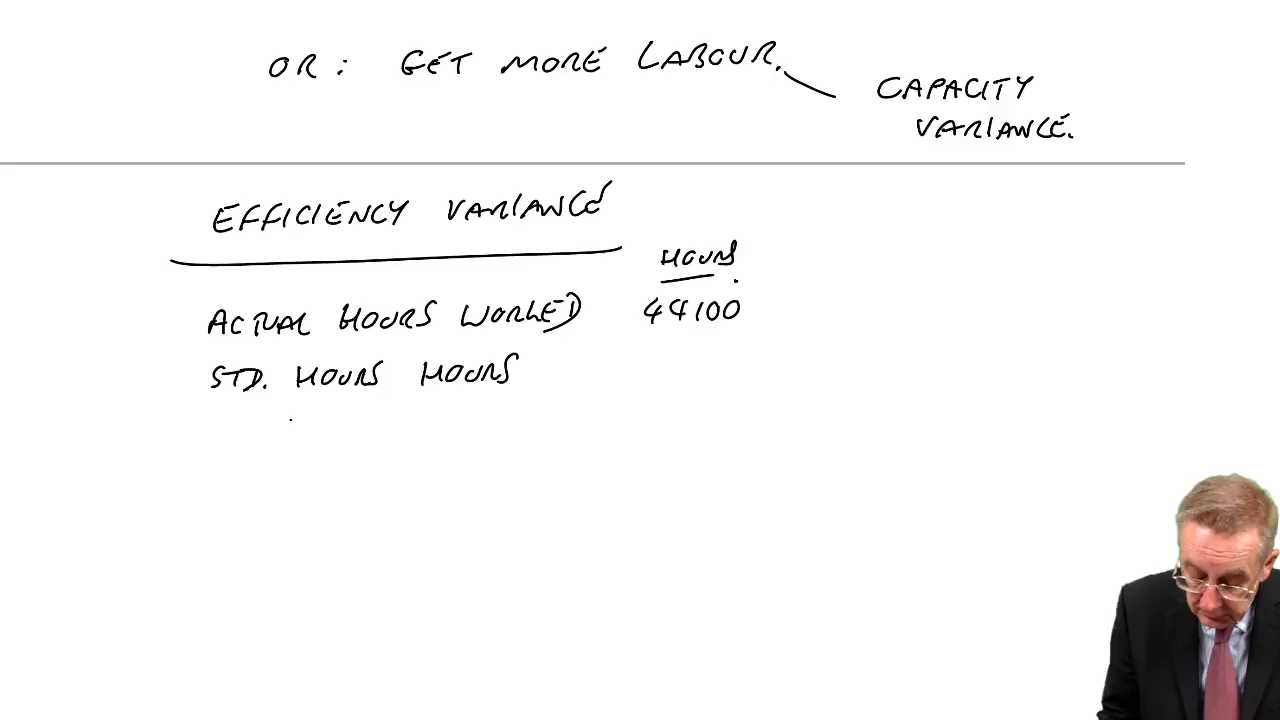 OR: GET MORE LABOUR.
CAPACITY
VARIANCE.
EFFICIENCY VARIANCE
HOURS
ACTUAL HOURS WORKED 44100
STD. HOURS HOURS